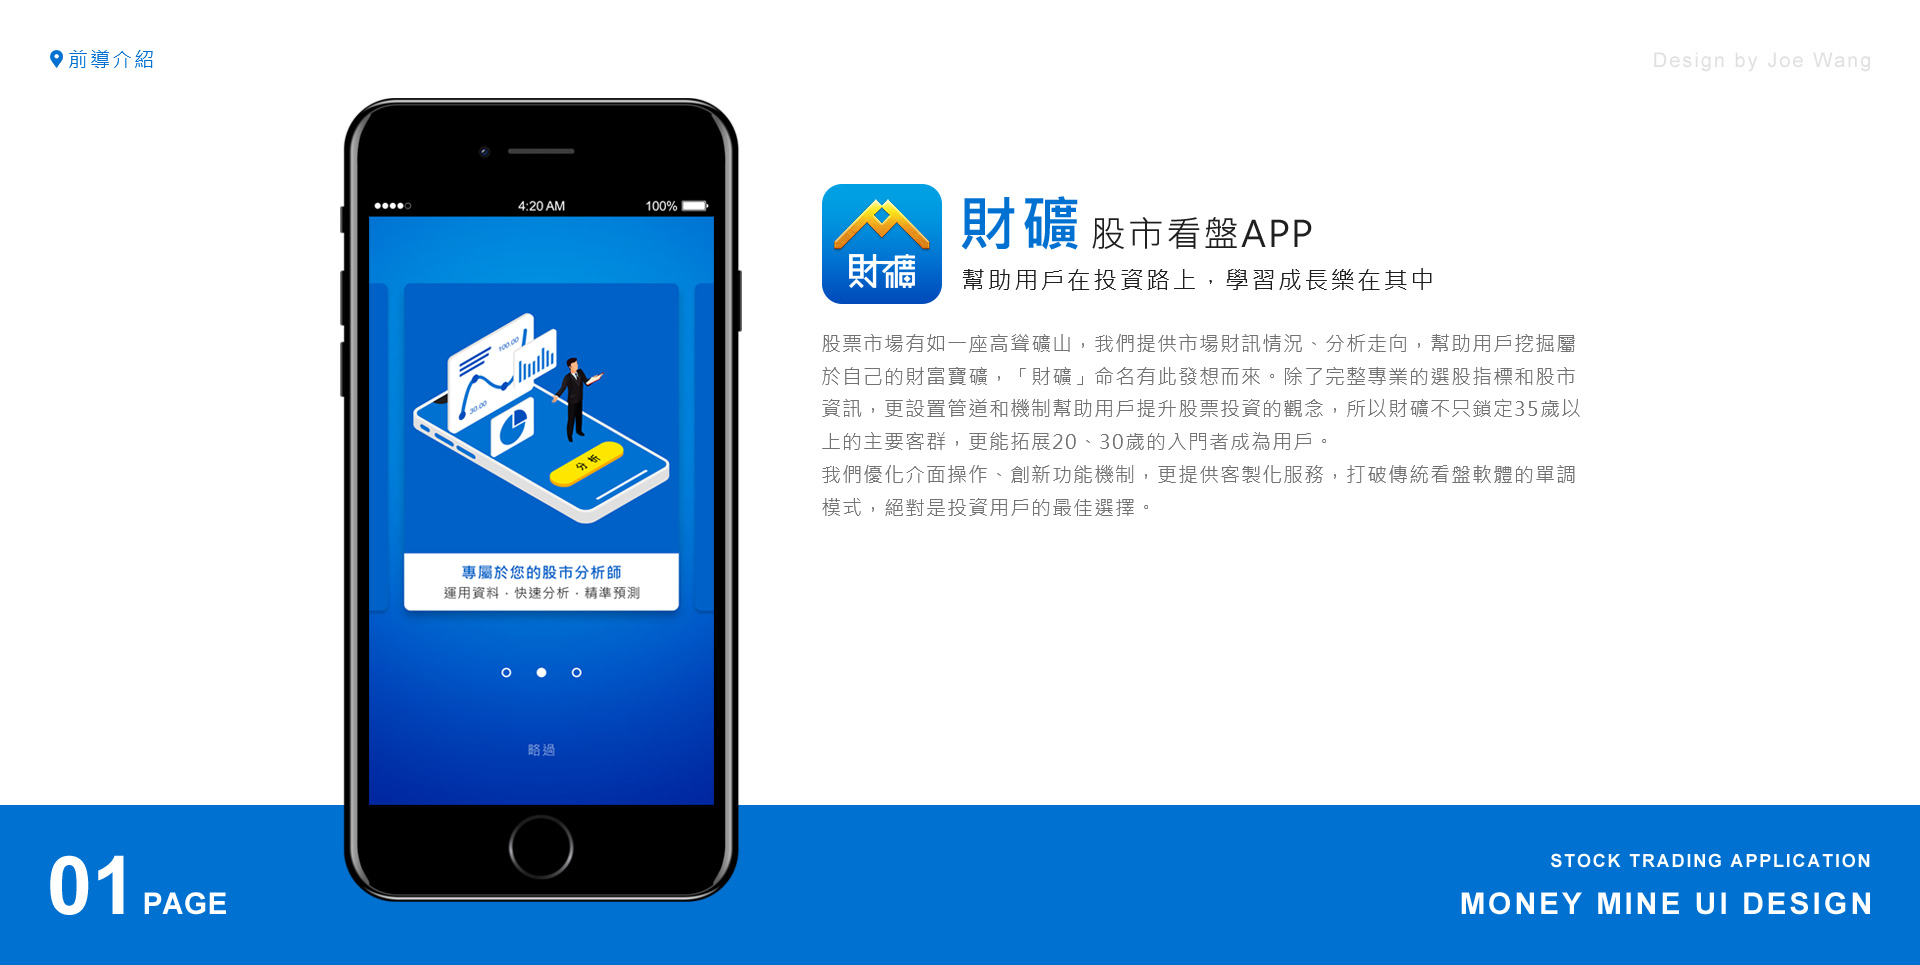 前導介紹
Design by Joe Wang
4:20 AM
100%
100.00
30.00
分析
專屬於您的股市分析師
運用資料．快速分析．精準預測
略過
財礦
財礦 股市看盤APP
幫助用戶在投資路上，學習成長樂在其中
股票市場有如一座高聳礦山，我們提供市場財訊情況、分析走向，幫助用戶挖掘屬
於自己的財富寶礦，「財礦」命名有此發想而來。除了完整專業的選股指標和股市
資訊，更設置管道和機制幫助用戶提升股票投資的觀念，所以財礦不只鎖定35歲以
上的主要客群，更能拓展20、30歲的入門者成為用戶。
我們優化介面操作、創新功能機制，更提供客製化服務，打破傳統看盤軟體的單調
模式，絕對是投資用戶的最佳選擇。
01 PAGE
STOCK TRADING APPLICATION
MONEY MINE UI DESIGN